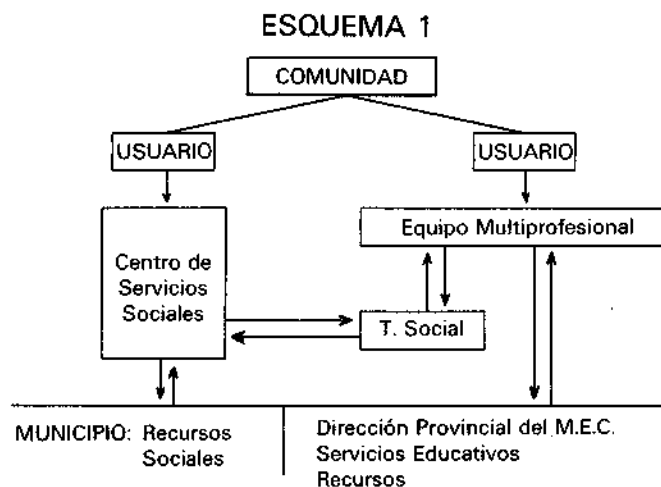 ESQUEMA 1
COMUNIDAD
USUARIO
USUARIO
Centro de
Servicios
Sociales
Equipo Multiprofesional
T. Social
MUNICIPIO: Recursos
Sociales
Dirección Provincial del M.E.C.
Servicios Educativos
Recursos